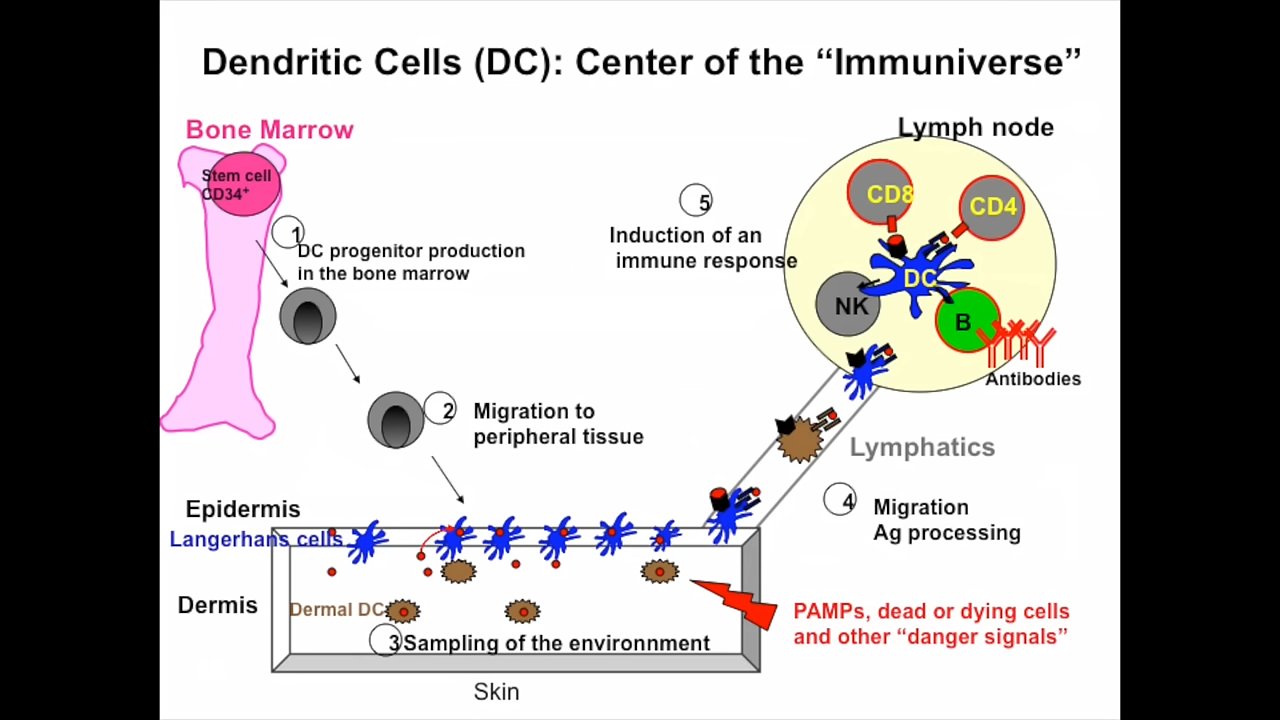 Dendritic Cells (DC): Center of the “Immuniverse”
Bone Marrow
Stem cell
CD34⁺
1
DC progenitor production
in the bone marrow
2
Migration to
peripheral tissue
Epidermis
Langerhans cells
Dermis
Dermal DC
3 Sampling of the environnment
Skin
PAMPs, dead or dying cells
and other “danger signals”
4
Migration
Ag processing
Lymphatics
5
Induction of an
immune response
Lymph node
CD8
CD4
DC
NK
B
Antibodies